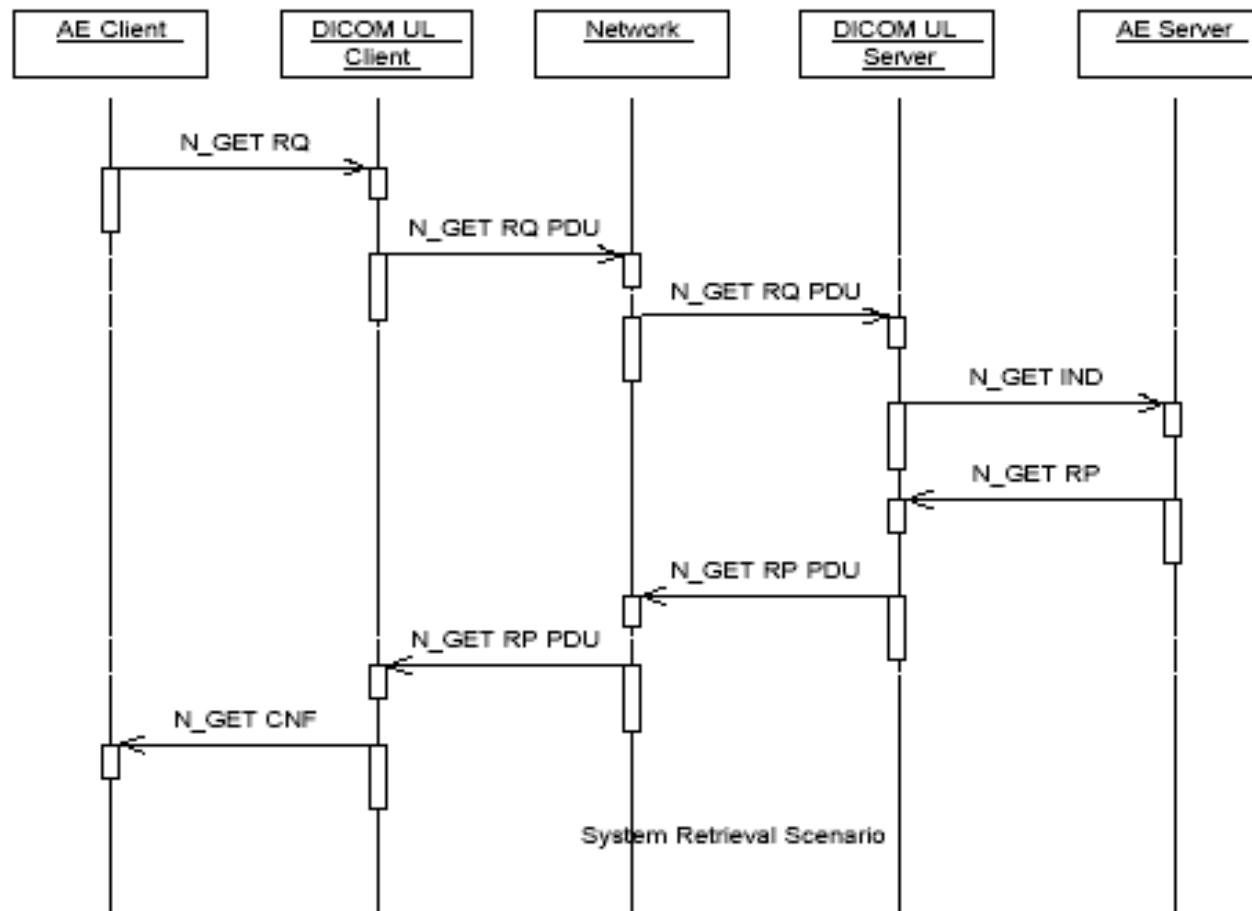 AE Client
DICOM UL
Client
Network
DICOM UL
Server
AE Server
N_GET RQ
N_GET RQ PDU
N_GET RQ PDU
N_GET IND
N_GET RP
N_GET RP PDU
N_GET RP PDU
N_GET CNF
System Retrieval Scenario